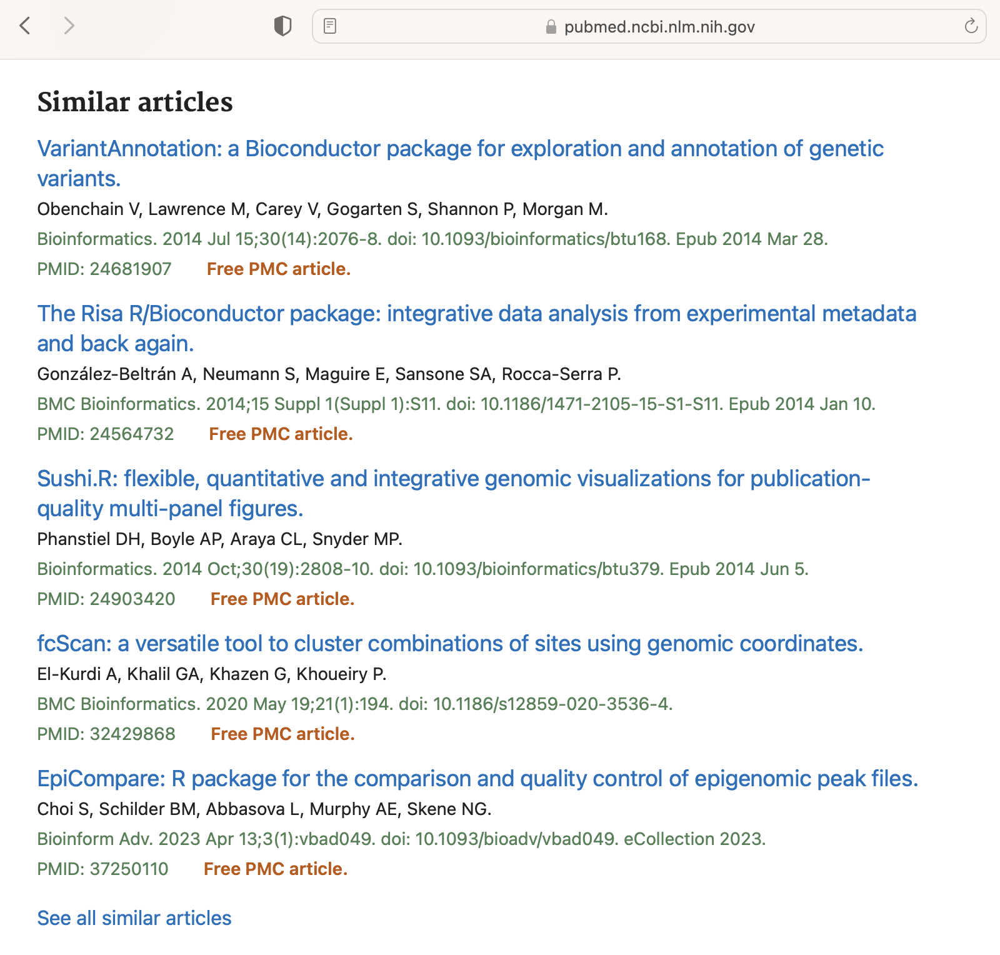 pubmed.ncbi.nlm.nih.gov
Similar articles
VariantAnnotation: a Bioconductor package for exploration and annotation of genetic
variants.
Obenchain V, Lawrence M, Carey V, Gogarten S, Shannon P, Morgan M.
Bioinformatics. 2014 Jul 15;30(14):2076-8. doi: 10.1093/bioinformatics/btu168. Epub 2014 Mar 28.
PMID: 24681907 Free PMC article.
The Risa R/Bioconductor package: integrative data analysis from experimental metadata
and back again.
González-Beltrán A, Neumann S, Maguire E, Sansone SA, Rocca-Serra P.
BMC Bioinformatics. 2014;15 Suppl 1(Suppl 1):S11. doi: 10.1186/1471-2105-15-S1-S11. Epub 2014 Jan 10.
PMID: 24564732 Free PMC article.
Sushi.R: flexible, quantitative and integrative genomic visualizations for publication-
quality multi-panel figures.
Phanstiel DH, Boyle AP, Araya CL, Snyder MP.
Bioinformatics. 2014 Oct;30(19):2808-10. doi: 10.1093/bioinformatics/btu379. Epub 2014 Jun 5.
PMID: 24903420 Free PMC article.
fcScan: a versatile tool to cluster combinations of sites using genomic coordinates.
El-Kurdi A, Khalil GA, Khazen G, Khoueiry P.
BMC Bioinformatics. 2020 May 19;21(1):194. doi: 10.1186/s12859-020-3536-4.
PMID: 32429868 Free PMC article.
EpiCompare: R package for the comparison and quality control of epigenomic peak files.
Choi S, Schilder BM, Abbasova L, Murphy AE, Skene NG.
Bioinform Adv. 2023 Apr 13;3(1):vbad049. doi: 10.1093/bioadv/vbad049. eCollection 2023.
PMID: 37250110 Free PMC article.
See all similar articles